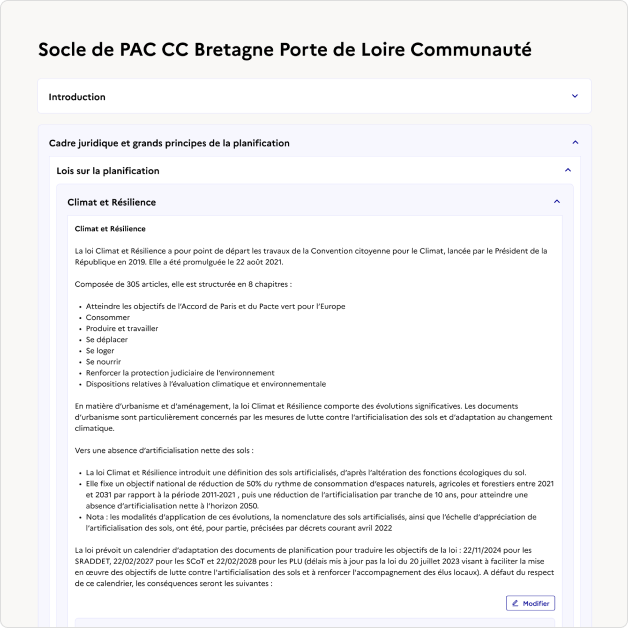 Socle de PAC CC Bretagne Porte de Loire Communauté
Introduction
Cadre juridique et grands principes de la planification
Lois sur la planification
Climat et Résilience
Climat et Résilience
La loi Climat et Résilience a pour point de départ les travaux de la Convention citoyenne pour le Climat, lancée par le Président de la
République en 2019. Elle a été promulguée le 22 août 2021.
Composée de 305 articles, elle est structurée en 8 chapitres :
• Atteindre les objectifs de l'Accord de Paris et du Pacte vert pour l'Europe
• Consommer
• Produire et travailler
• Se déplacer
• Se loger
• Se nourrir
• Renforcer la protection judiciaire de l'environnement
• Dispositions relatives à l'évaluation climatique et environnementale
En matière d'urbanisme et d'aménagement, la loi Climat et Résilience comporte des évolutions significatives. Les documents
d'urbanisme sont particulièrement concernés par les mesures de lutte contre l'artificialisation des sols et d'adaptation au changement
climatique.
Vers une absence d'artificialisation nette des sols :
• La loi Climat et Résilience introduit une définition des sols artificialisés, d'après l'altération des fonctions écologiques du sol.
• Elle fixe un objectif national de réduction de 50% du rythme de consommation d'espaces naturels, agricoles et forestiers entre 2021
et 2031 par rapport à la période 2011-2021 , puis une réduction de l'artificialisation par tranche de 10 ans, pour atteindre une
absence d'artificialisation nette à l'horizon 2050.
• Nota : les modalités d'application de ces évolutions, la nomenclature des sols artificialisés, ainsi que l'échelle d'appréciation de
l'artificialisation des sols, ont été, pour partie, précisées par décrets courant avril 2022
La loi prévoit un calendrier d'adaptation des documents de planification pour traduire les objectifs de la loi : 22/11/2024 pour les
SRADDET, 22/02/2027 pour les SCoT et 22/02/2028 pour les PLU (délais mis à jour pas la loi du 20 juillet 2023 visant à faciliter la mise
en œuvre des objectifs de lutte contre l'artificialisation des sols et à renforcer l'accompagnement des élus locaux). A défaut du respect
de ce calendrier, les conséquences seront les suivantes :
Modifier